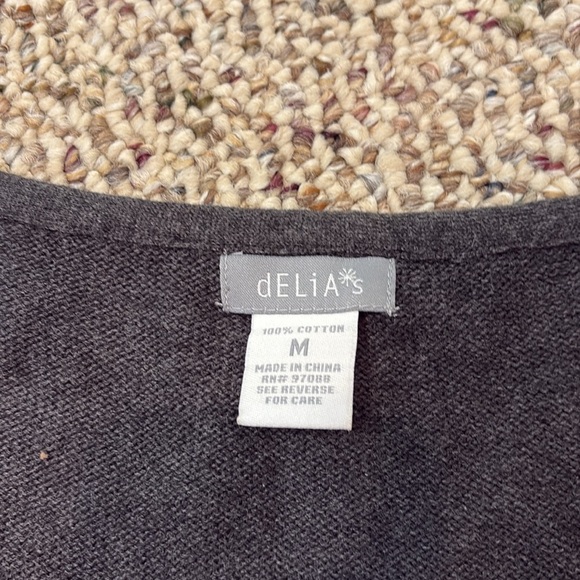 dELiA*s
100% COTTON
M
MADE IN CHINA
RN# 97088
SEE REVERSE
FOR CARE